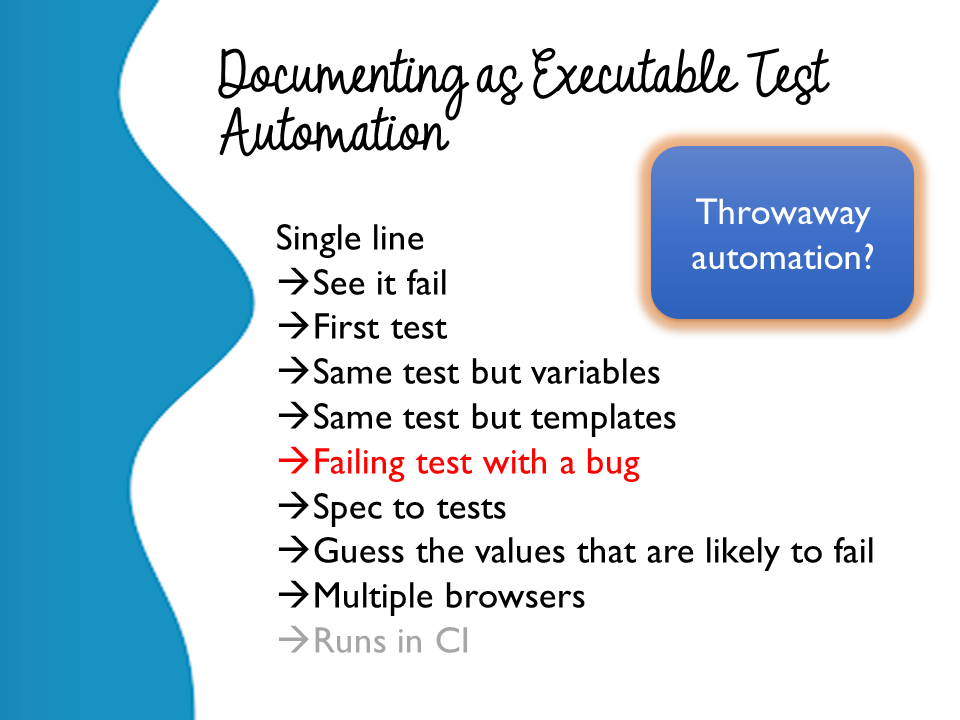 Documenting as Executable Test
Automation
Throwaway
automation?
Single line
→See it fail
→First test
→Same test but variables
→Same test but templates
→Failing test with a bug
→Spec to tests
→Guess the values that are likely to fail
→Multiple browsers
→Runs in CI